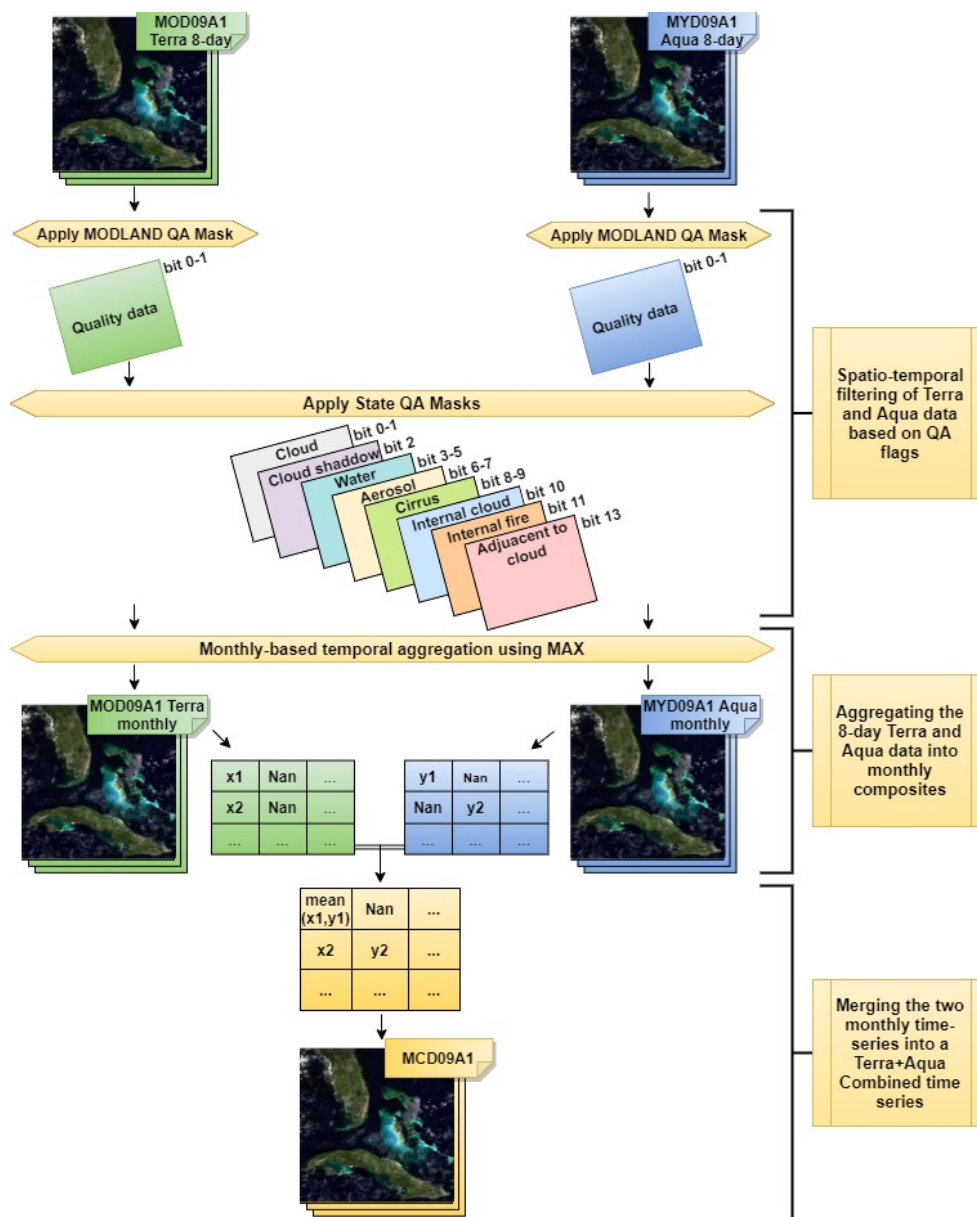 MOD09A1
Terra 8-day
MYD09A1
Aqua 8-day
Apply MODLAND QA Mask
Apply MODLAND QA Mask
bit 0-1
Quality data
bit 0-1
Quality data
Apply State QA Masks
Cloud
bit 0-1
Cloud shaddow
bit 2
Water
bit 3-5
Aerosol
bit 6-7
Cirrus
bit 8-9
Internal cloud
bit 10
Internal fire
bit 11
Adjuacent to
cloud
bit 13
Spatio-temporal
filtering of Terra
and Aqua data
based on QA
flags
Monthly-based temporal aggregation using MAX
MOD09A1 Terra
monthly
MYD09A1 Aqua
monthly
x1 Nan ...
x2 Nan ...
... ... ...
y1 Nan ...
Nan y2 ...
... ... ...
Aggregating the
8-day Terra and
Aqua data into
monthly
composites
mean
(x1,y1) Nan ...
x2 y2 ...
... ... ...
MCD09A1
Merging the two
monthly time-
series into a
Terra+Aqua
Combined time
series